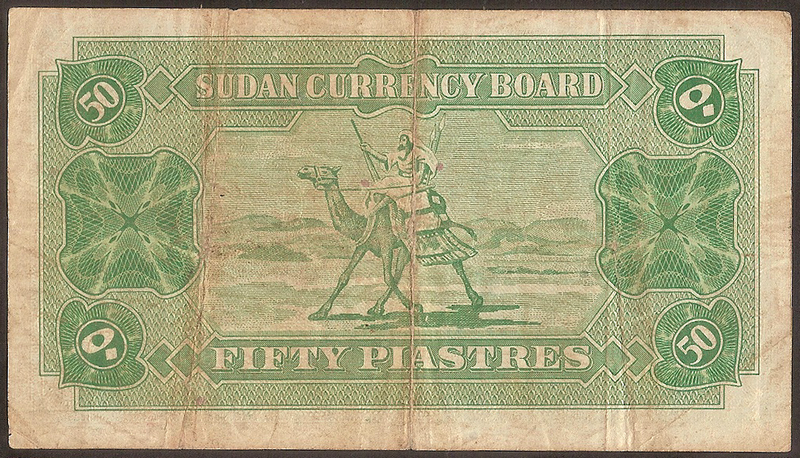 50
SUDAN CURRENCY BOARD
٥٠
٥٠
FIFTY PIASTRES
50